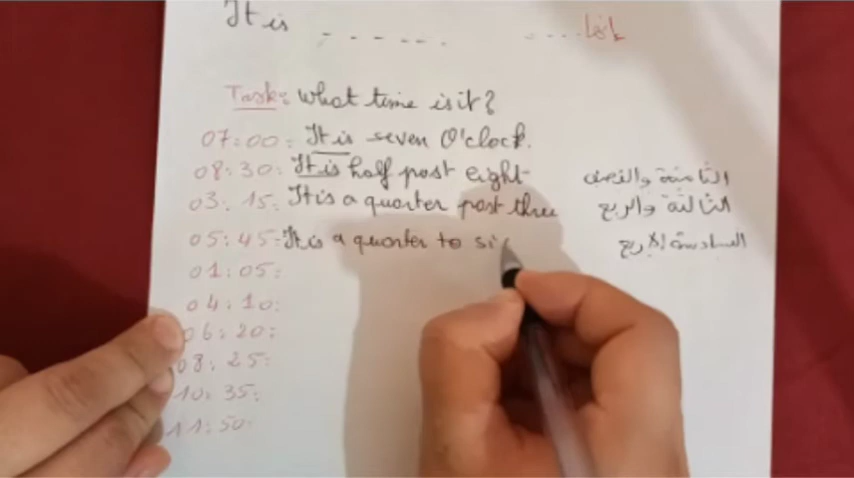 It is - - - - - . - - - . . إذا
Task: What time is it?
07:00: It is seven O'clock.
08:30: It is half past eight الثامنة والنصف
03:15: It is a quarter past three الثالثة والربع
05:45: It is a quarter to si السادسة إلا ربع
01:05:
04:10:
06:20:
08:25:
10:35:
11:50